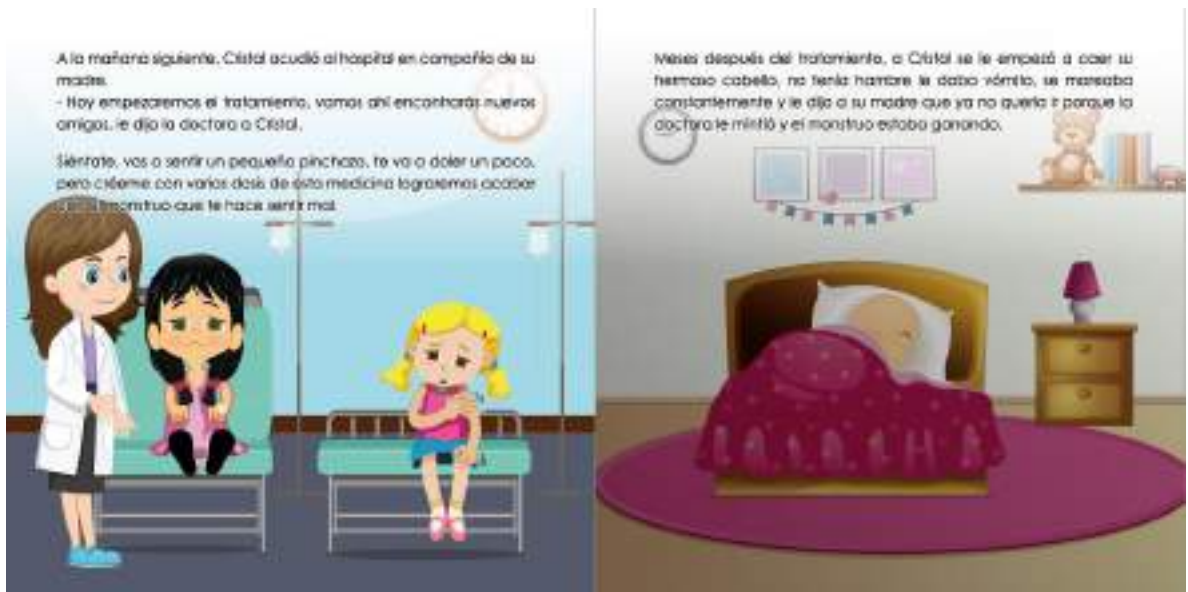 A la mañana siguiente, Cristal acudió al hospital en compañía de su
madre.
- Hoy empezaremos el tratamiento, vamos ahí encontrarás nuevos
amigos, le dijo la doctora a Cristal.
Siéntate, vas a sentir un pequeño pinchazo, te va a doler un poco,
pero créeme con varias dosis de esta medicina lograremos acabar
monstruo que te hace sentir mal.
Meses después del tratamiento, a Cristal se le empezó a caer su
hermoso cabello, no tenía hambre le daba vómito, se mareaba
constantemente y le dijo a su madre que ya no quería ir porque la
doctora le mintió y el monstruo estaba ganando.